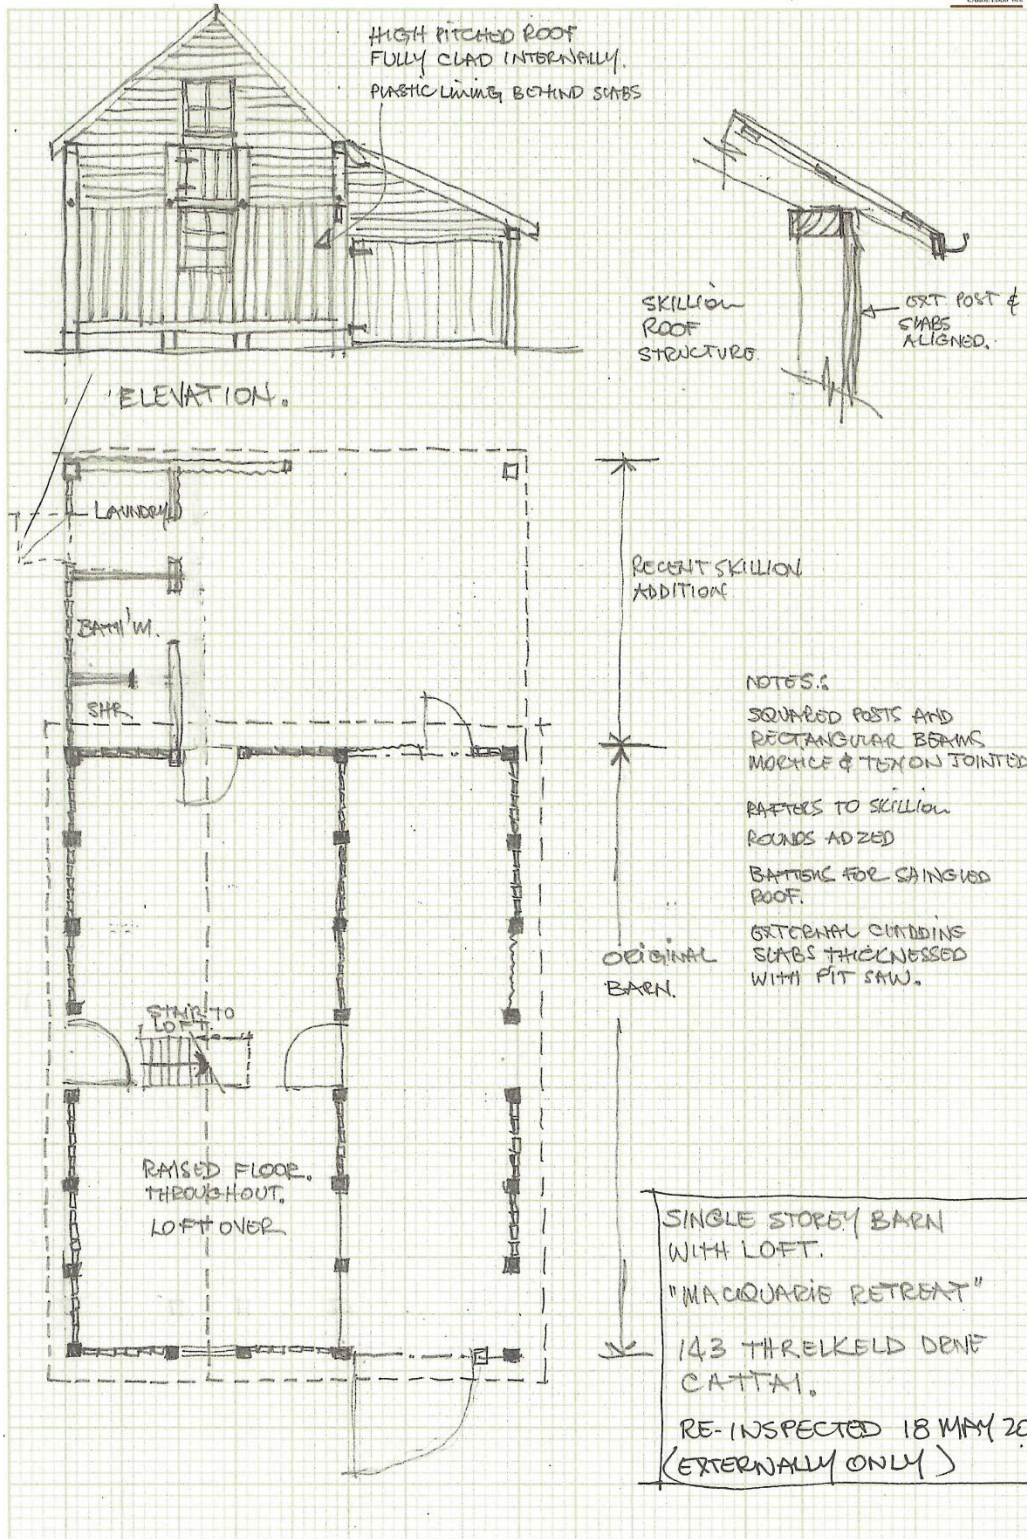 HIGH PITCHED ROOF
FULLY CLAD INTERNALLY.
PLASTIC LINING BEHIND SLABS
SKILLION
ROOF
STRUCTURE.
EXT POST &
SLABS
ALIGNED.
ELEVATION.
LAUNDRY
BATH'M.
SHR
RECENT SKILLION
ADDITION
NOTES:
SQUARED POSTS AND
RECTANGULAR BEAMS
MORTICE & TENON JOINTED
RAFTERS TO SKILLION
ROUNDS ADZED
BATTENS FOR SHINGLED
ROOF.
EXTERNAL CLADDING
SLABS THICKNESSED
WITH PIT SAW.
ORIGINAL
BARN.
STAIR TO
LOFT.
RAISED FLOOR.
THROUGHOUT.
LOFT OVER
SINGLE STOREY BARN
WITH LOFT.
"MACQUARIE RETREAT"
143 THRELKELD DENE
CATTAI.
RE-INSPECTED 18 MAY 20
(EXTERNALLY ONLY)